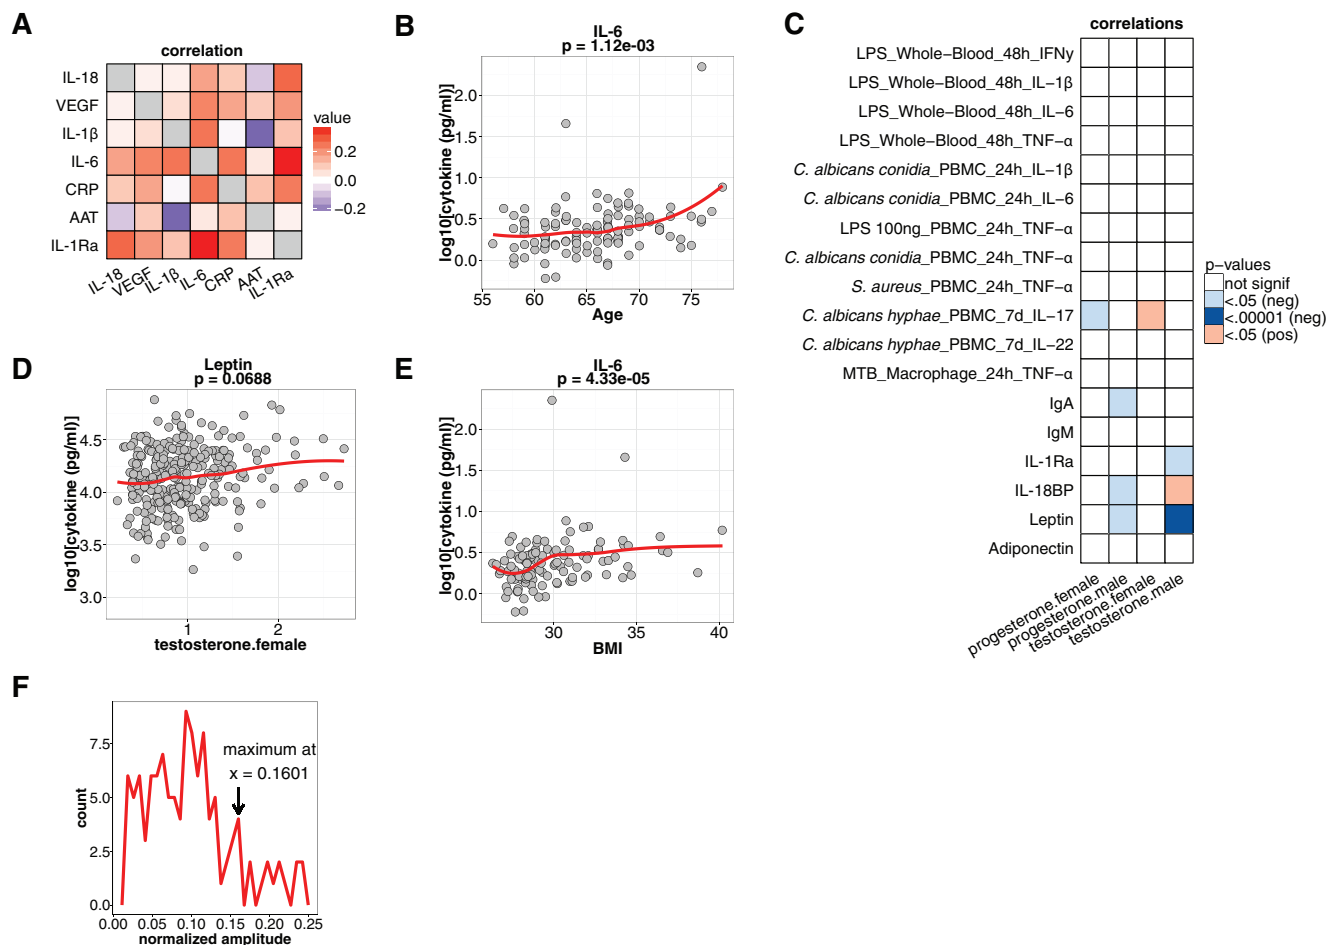 A
correlation
IL-18
VEGF
IL-1β
IL-6
CRP
AAT
IL-1Ra
IL-18
VEGF
IL-1β
IL-6
CRP
AAT
IL-1Ra
value
0.2
0.0
−0.2
B
IL-6
p = 1.12e-03
log10[cytokine (pg/ml)]
2.0
1.5
1.0
0.5
0.0
55
60
65
70
75
Age
C
correlations
LPS_Whole−Blood_48h_IFNy
LPS_Whole−Blood_48h_IL-1β
LPS_Whole−Blood_48h_IL-6
LPS_Whole−Blood_48h_TNF−α
C. albicans conidia_PBMC_24h_IL−1β
C. albicans conidia_PBMC_24h_IL-6
LPS 100ng_PBMC_24h_TNF−α
C. albicans conidia_PBMC_24h_TNF−α
S. aureus_PBMC_24h_TNF−α
C. albicans hyphae_PBMC_7d_IL−17
C. albicans hyphae_PBMC_7d_IL−22
MTB_Macrophage_24h_TNF−α
IgA
IgM
IL-1Ra
IL-18BP
Leptin
Adiponectin
progesterone.female
progesterone.male
testosterone.female
testosterone.male
p−values
not signif
<.05 (neg)
<.00001 (neg)
<.05 (pos)
D
Leptin
p = 0.0688
log10[cytokine (pg/ml)]
4.5
4.0
3.5
3.0
1
2
testosterone.female
E
IL-6
p = 4.33e-05
log10[cytokine (pg/ml)]
2.0
1.5
1.0
0.5
0.0
30
35
40
BMI
F
count
7.5
5.0
2.5
0.0
maximum at
x = 0.1601
0.00
0.05
0.10
0.15
0.20
0.25
normalized amplitude